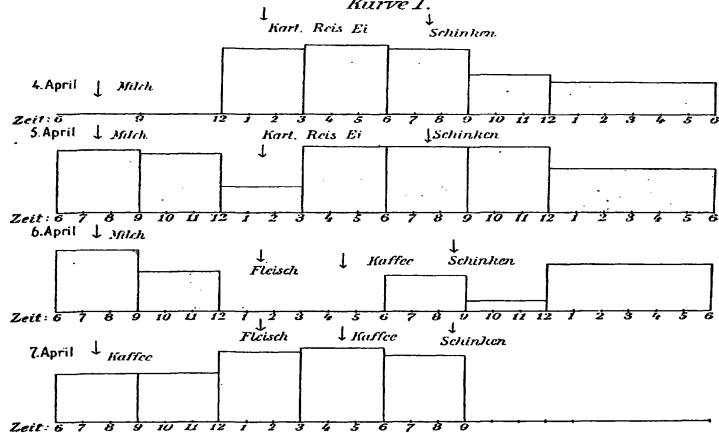 Kurve I.
Kart. Reis Ei Schinken
4. April Milch
Zeit: 6 9 12 1 2 3 4 5 6 7 8 9 10 11 12 1 2 3 4 5 6
5. April Milch Kart. Reis Ei Schinken
Zeit: 6 7 8 9 10 11 12 1 2 3 4 5 6 7 8 9 10 11 12 1 2 3 4 5 6
6. April Milch
Fleisch Kaffee Schinken
Zeit: 6 7 8 9 10 11 12 1 2 3 4 5 6 7 8 9 10 11 12 1 2 3 4 5 6
Fleisch Kaffee Schinken
7. April Kaffee
Zeit: 6 7 8 9 10 11 12 1 2 3 4 5 6 7 8 9